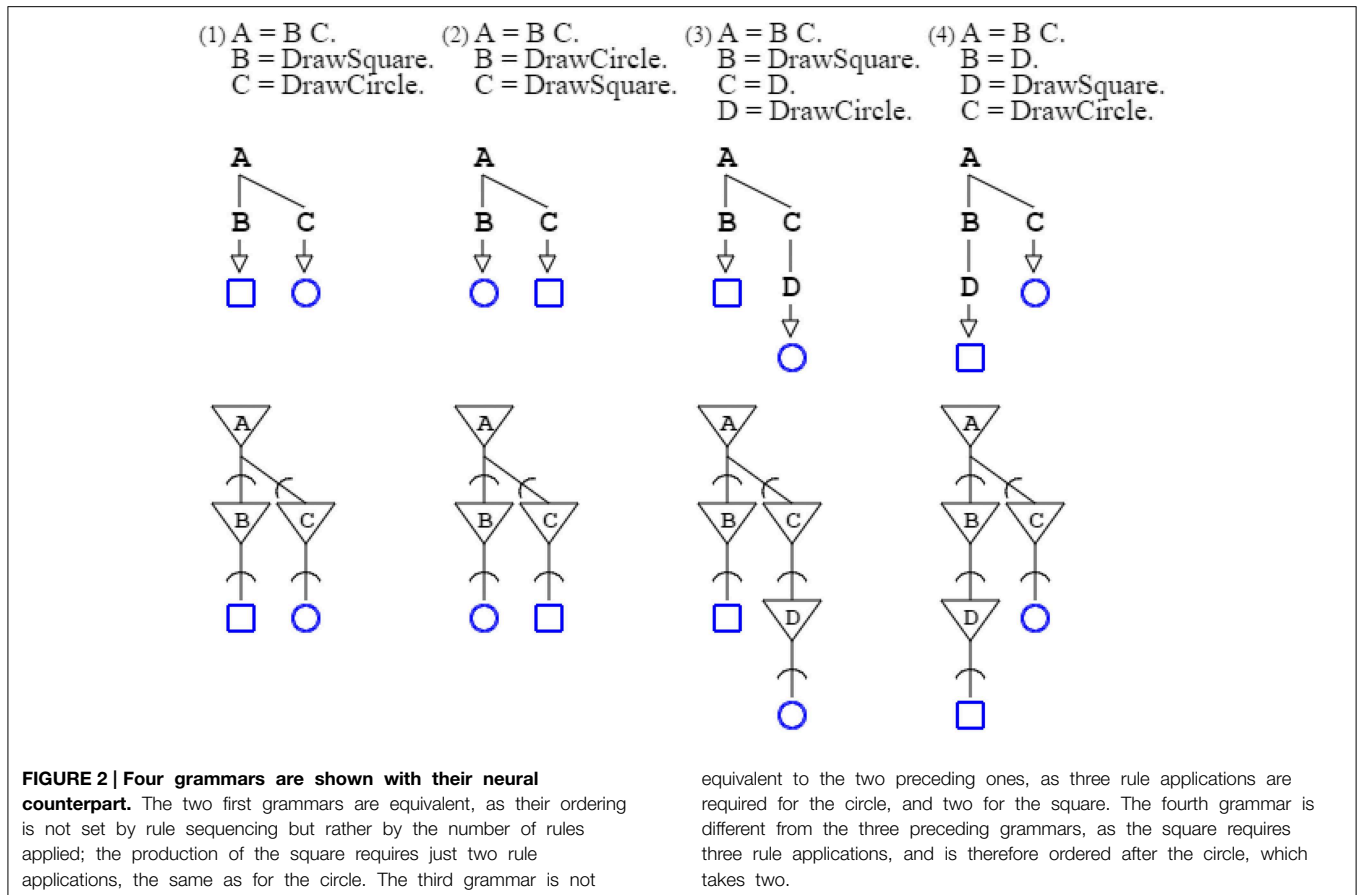 (1) A = B C.
B = DrawSquare.
C = DrawCircle.
(2) A = B C.
B = DrawCircle.
C = DrawSquare.
(3) A = B C.
B = DrawSquare.
C = D.
D = DrawCircle.
(4) A = B C.
B = D.
D = DrawSquare.
C = DrawCircle.
A
B C
A
B C
A
B C
D
A
B C
D
A
B C
A
B C
A
B C
D
A
B C
D
FIGURE 2 | Four grammars are shown with their neural
counterpart. The two first grammars are equivalent, as their ordering
is not set by rule sequencing but rather by the number of rules
applied; the production of the square requires just two rule
applications, the same as for the circle. The third grammar is not
equivalent to the two preceding ones, as three rule applications are
required for the circle, and two for the square. The fourth grammar is
different from the three preceding grammars, as the square requires
three rule applications, and is therefore ordered after the circle, which
takes two.